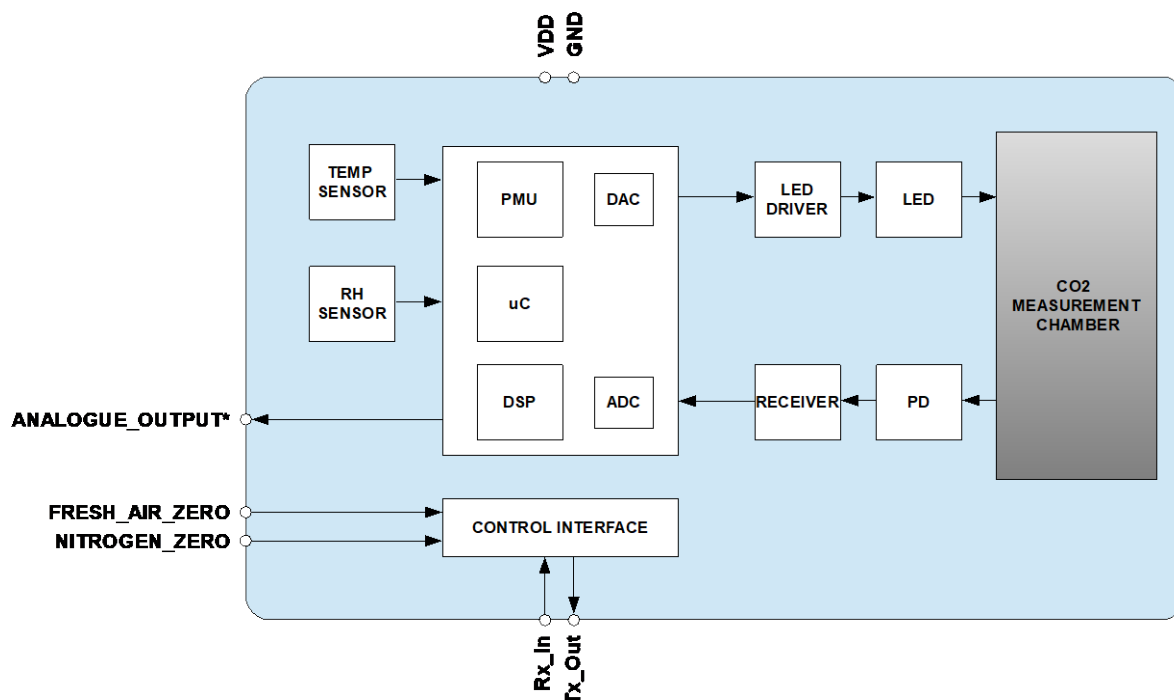 VDD
GND
TEMP
SENSOR
PMU
DAC
LED
DRIVER
LED
RH
SENSOR
uC
CO2
MEASUREMENT
CHAMBER
DSP
ADC
RECEIVER
PD
ANALOGUE_OUTPUT*
FRESH_AIR_ZERO
NITROGEN_ZERO
CONTROL INTERFACE
Rx_In
Tx_Out